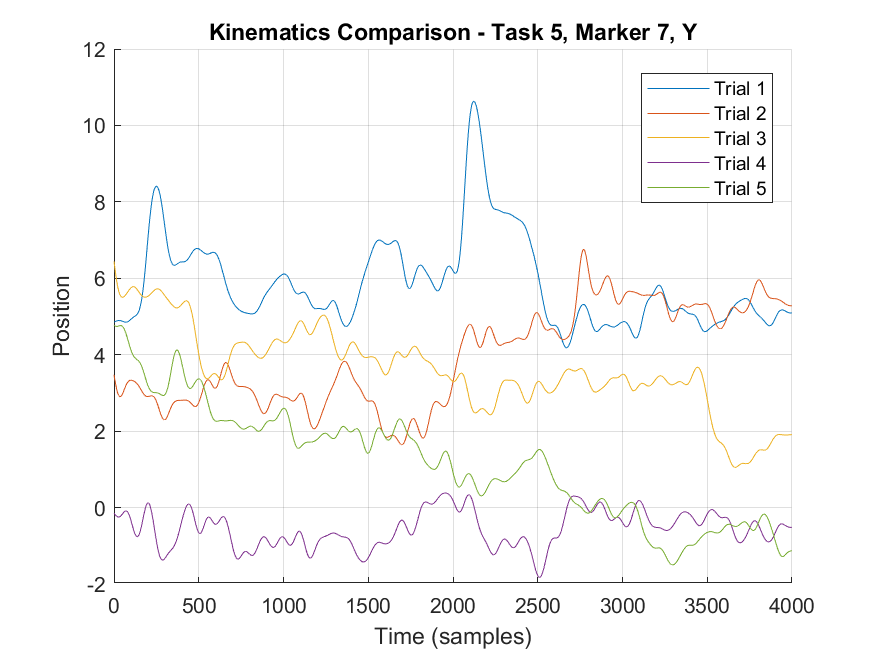 Kinematics Comparison - Task 5, Marker 7, Y
12
10
8
6
4
2
0
-2
Position
0 500 1000 1500 2000 2500 3000 3500 4000
Time (samples)
Trial 1
Trial 2
Trial 3
Trial 4
Trial 5